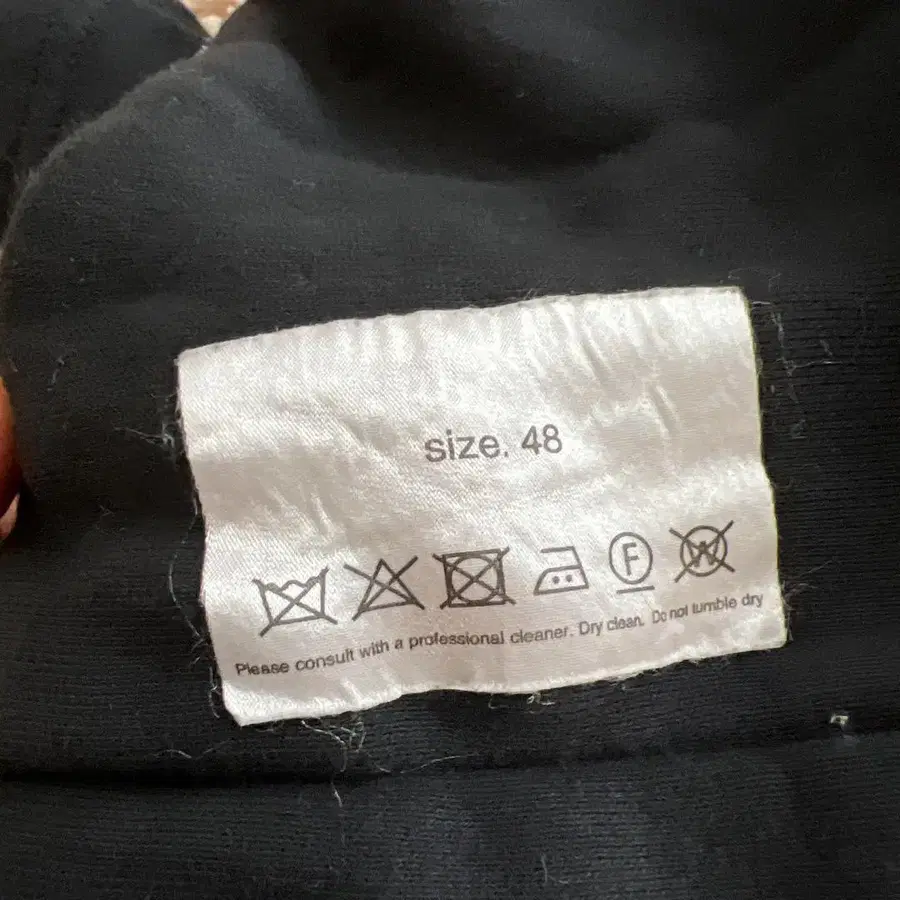 size. 48
F
W
Please consult with a professional cleaner. Dry clean. Do not tumble dry